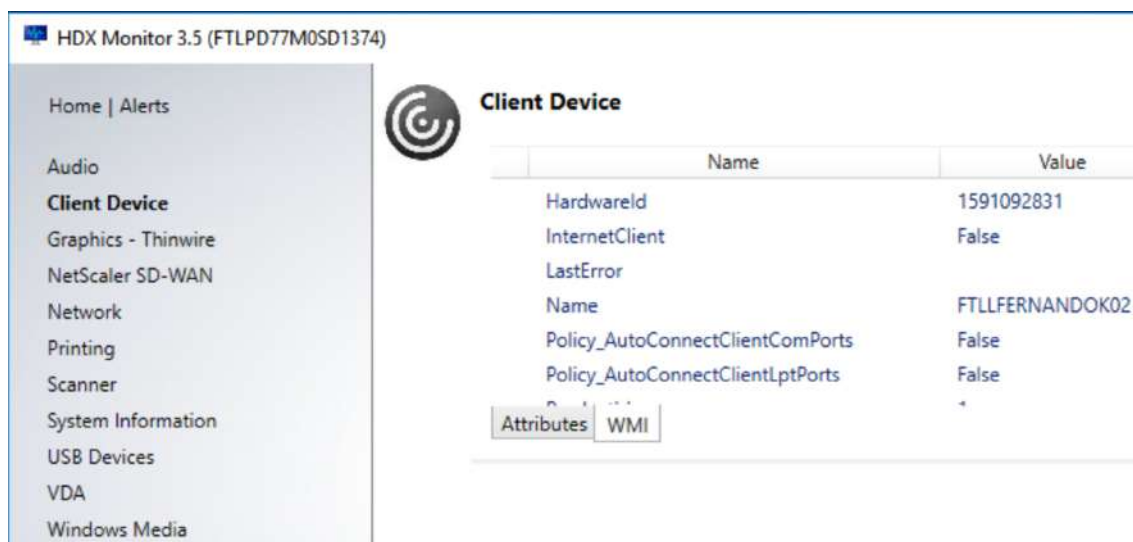 HDX Monitor 3.5 (FTLPD77M0SD1374)
Home | Alerts
Audio
Client Device
Graphics - Thinwire
NetScaler SD-WAN
Network
Printing
Scanner
System Information
USB Devices
VDA
Windows Media
Client Device
Name Value
HardwareId 1591092831
InternetClient False
LastError
Name FTLLFERNANDOK02
Policy_AutoConnectClientComPorts False
Policy_AutoConnectClientLptPorts False
Attributes WMI